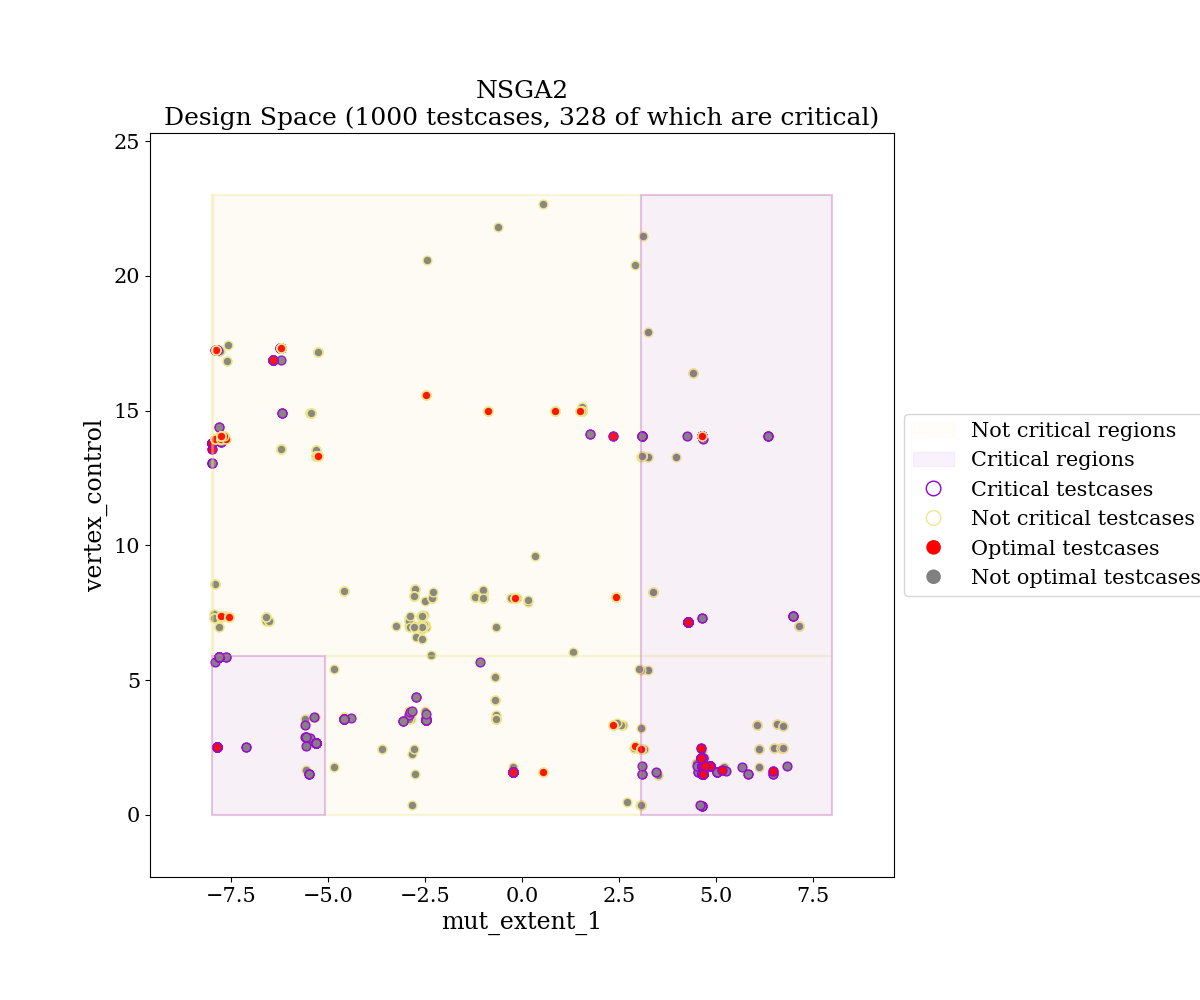 NSGA2
Design Space (1000 testcases, 328 of which are critical)
25
20
15
10
5
0
vertex_control
−7.5
−5.0
−2.5
0.0
2.5
5.0
7.5
mut_extent_1
Not critical regions
Critical regions
Critical testcases
Not critical testcases
Optimal testcases
Not optimal testcases